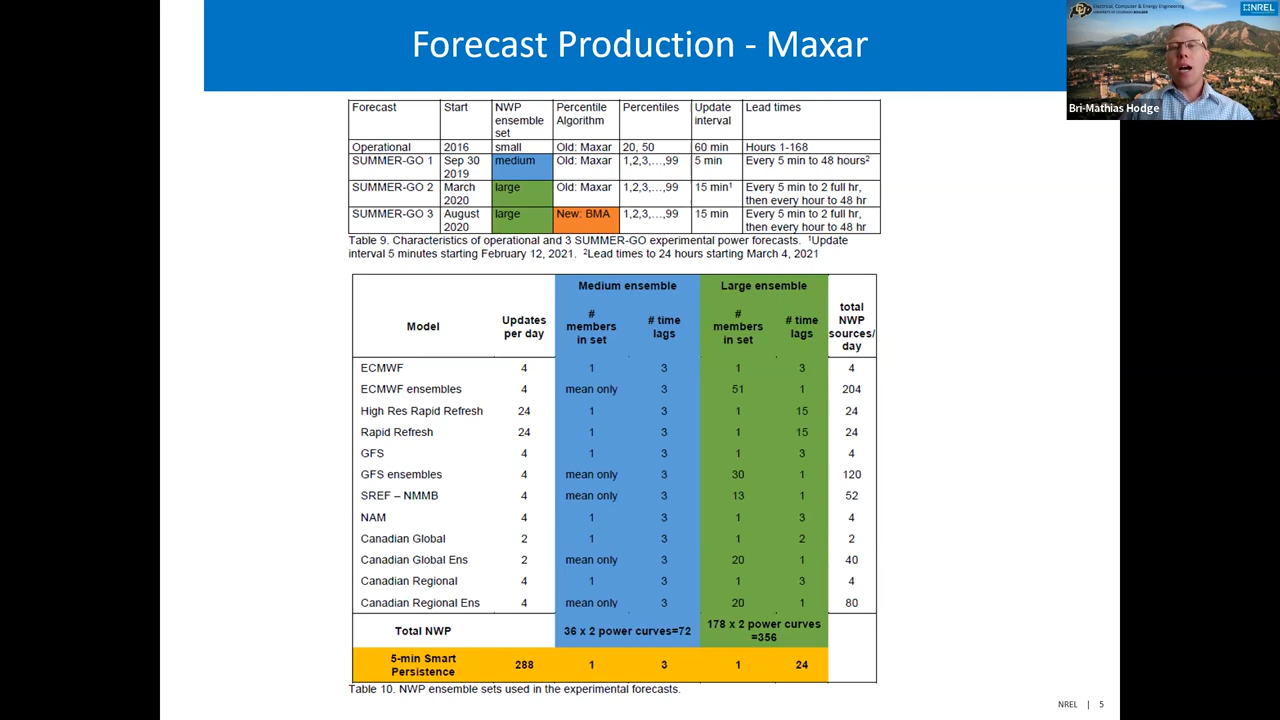 Forecast Production - Maxar
Electrical, Computer & Energy Engineering
UNIVERSITY OF COLORADO BOULDER
NREL
Bri-Mathias Hodge
Forecast Start NWP ensemble set Percentile Algorithm Percentiles Update interval Lead times
Operational 2016 small Old: Maxar 20, 50 60 min Hours 1-168
SUMMER-GO 1 Sep 30 2019 medium Old: Maxar 1,2,3,...,99 5 min Every 5 min to 48 hours²
SUMMER-GO 2 March 2020 large Old: Maxar 1,2,3,...,99 15 min¹ Every 5 min to 2 full hr, then every hour to 48 hr
SUMMER-GO 3 August 2020 large New: BMA 1,2,3,...,99 15 min Every 5 min to 2 full hr, then every hour to 48 hr
Table 9. Characteristics of operational and 3 SUMMER-GO experimental power forecasts. ¹Update
interval 5 minutes starting February 12, 2021. ²Lead times to 24 hours starting March 4, 2021
Medium ensemble Large ensemble
Model Updates per day # members in set # time lags # members in set # time lags total NWP sources/ day
ECMWF 4 1 3 1 3 4
ECMWF ensembles 4 mean only 3 51 1 204
High Res Rapid Refresh 24 1 3 1 15 24
Rapid Refresh 24 1 3 1 15 24
GFS 4 1 3 1 3 4
GFS ensembles 4 mean only 3 30 1 120
SREF – NMMB 4 mean only 3 13 1 52
NAM 4 1 3 1 3 4
Canadian Global 2 1 3 1 2 2
Canadian Global Ens 2 mean only 3 20 1 40
Canadian Regional 4 1 3 1 3 4
Canadian Regional Ens 4 mean only 3 20 1 80
Total NWP 36 x 2 power curves=72 178 x 2 power curves =356
5-min Smart Persistence 288 1 3 1 24
Table 10. NWP ensemble sets used in the experimental forecasts.
NREL | 5